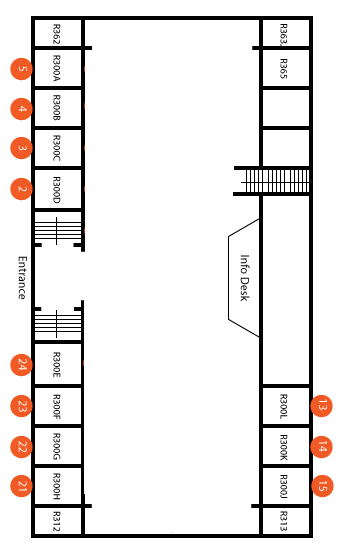 R362
5 R300A
4 R300B
3 R300C
2 R300D
Entrance
24 R300E
23 R300F
22 R300G
21 R300H
R312
Info Desk
R363
R365
R300L 13
R300K 14
R300J 15
R313